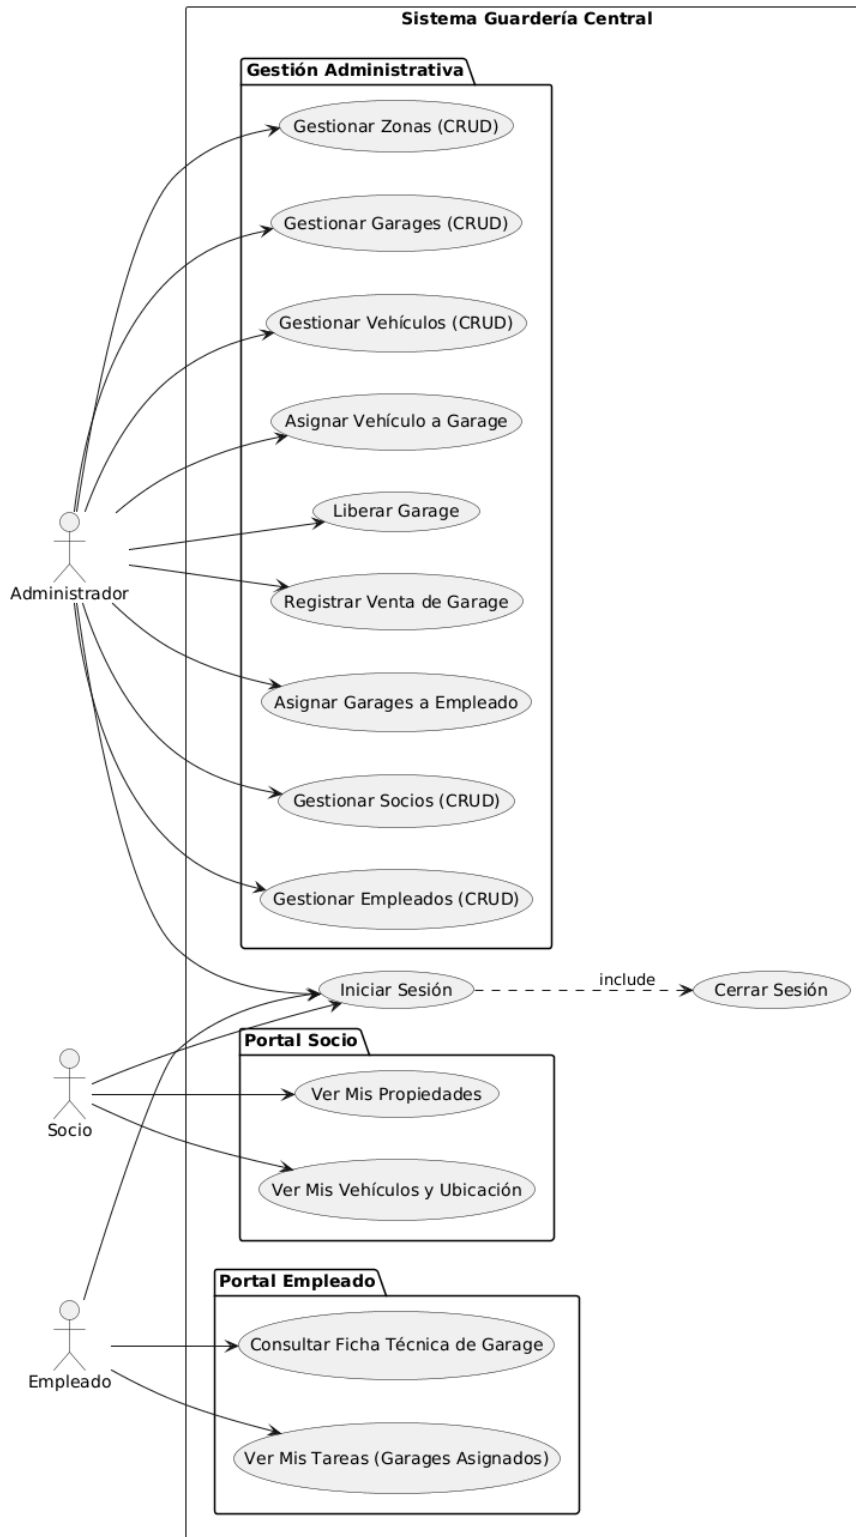 Sistema Guardería Central
Gestión Administrativa
Gestionar Zonas (CRUD)
Gestionar Garages (CRUD)
Gestionar Vehículos (CRUD)
Asignar Vehículo a Garage
Liberar Garage
Administrador
Registrar Venta de Garage
Asignar Garages a Empleado
Gestionar Socios (CRUD)
Gestionar Empleados (CRUD)
Iniciar Sesión
include
Cerrar Sesión
Portal Socio
Ver Mis Propiedades
Socio
Ver Mis Vehículos y Ubicación
Portal Empleado
Consultar Ficha Técnica de Garage
Empleado
Ver Mis Tareas (Garages Asignados)